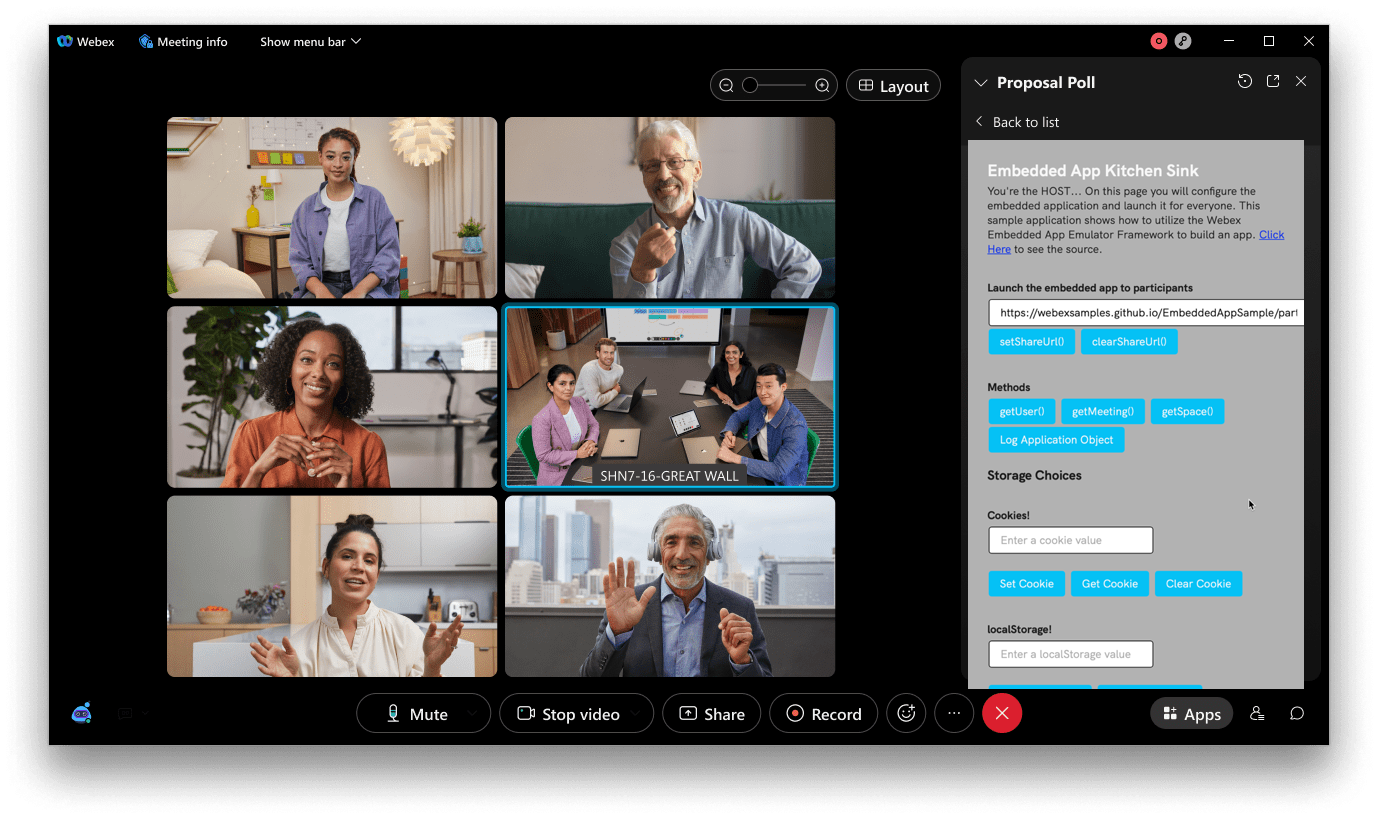 Webex
Meeting info
Show menu bar
Layout
Proposal Poll
Back to list
Embedded App Kitchen Sink
You're the HOST... On this page you will configure the
embedded application and launch it for everyone. This
sample application shows how to utilize the Webex
Embedded App Emulator Framework to build an app. Click
Here to see the source.
Launch the embedded app to participants
https://webexsamples.github.io/EmbeddedAppSample/part
setShareUrl() clearShareUrl()
Methods
getUser() getMeeting() getSpace()
Log Application Object
Storage Choices
Cookies!
Enter a cookie value
Set Cookie Get Cookie Clear Cookie
localStorage!
Enter a localStorage value
SHN7-16-GREAT WALL
Mute
Stop video
Share
Record
Apps